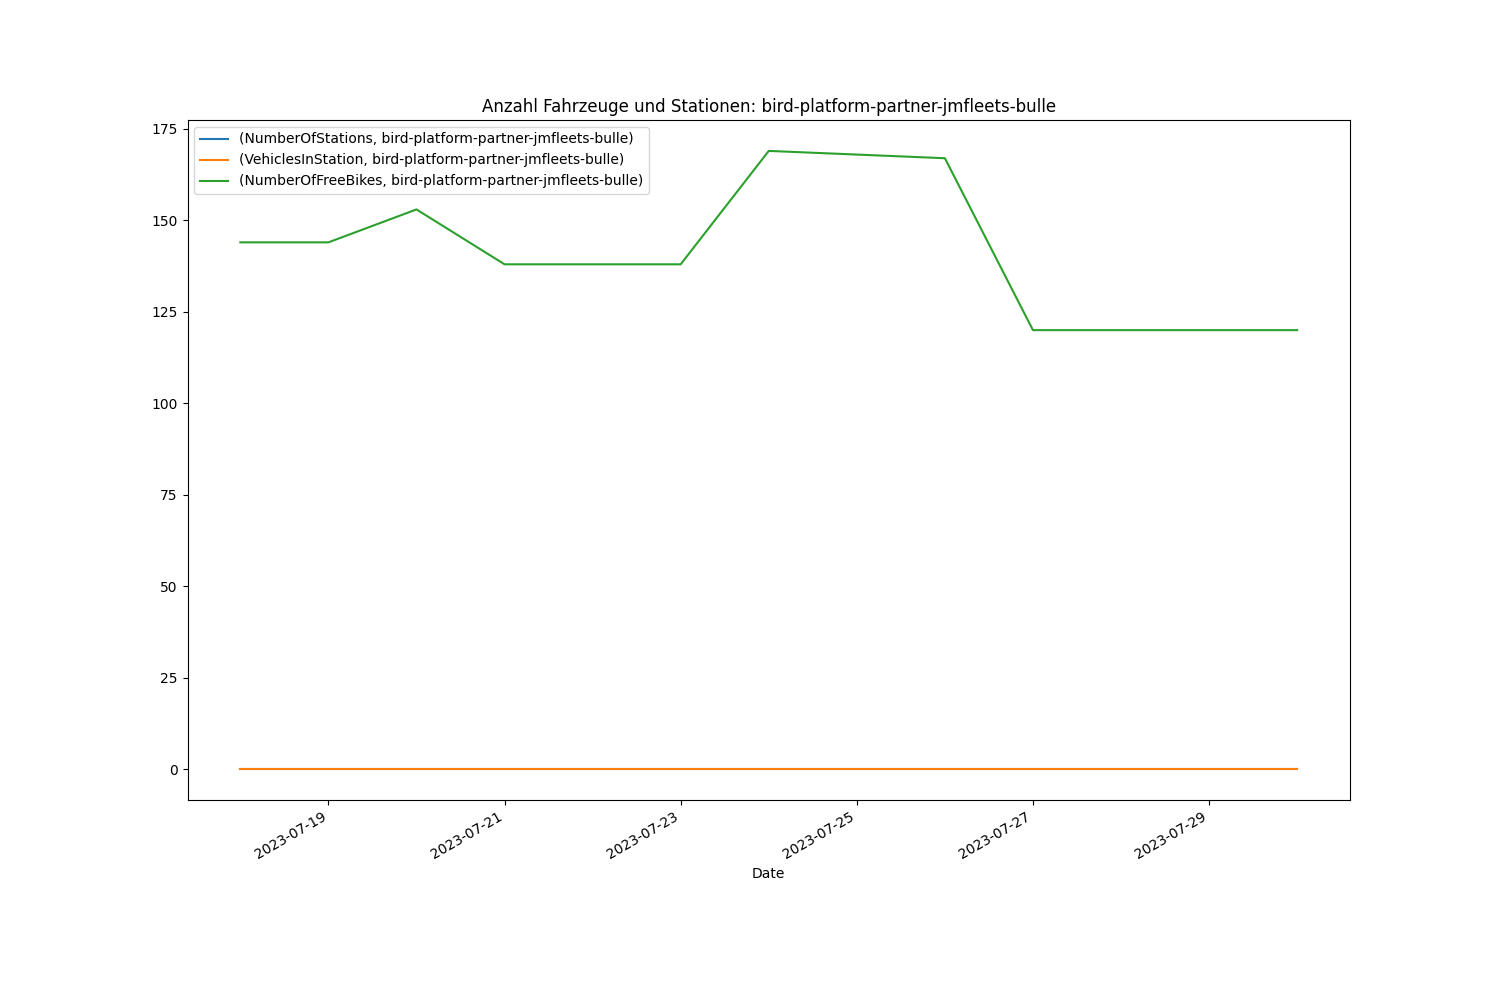 Anzahl Fahrzeuge und Stationen: bird-platform-partner-jmfleets-bulle
(NumberOfStations, bird-platform-partner-jmfleets-bulle)
(VehiclesInStation, bird-platform-partner-jmfleets-bulle)
(NumberOfFreeBikes, bird-platform-partner-jmfleets-bulle)
175
150
125
100
75
50
25
0
2023-07-19
2023-07-21
2023-07-23
2023-07-25
2023-07-27
2023-07-29
Date